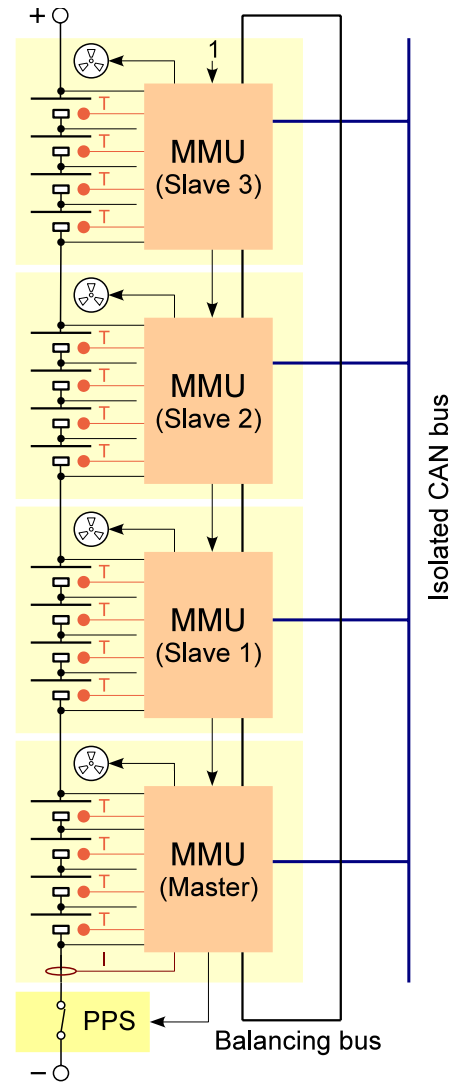 +
1
T
T
T
T
MMU
(Slave 3)
T
T
T
T
MMU
(Slave 2)
T
T
T
T
MMU
(Slave 1)
T
T
T
T
MMU
(Master)
I
PPS
Balancing bus
−
Isolated CAN bus